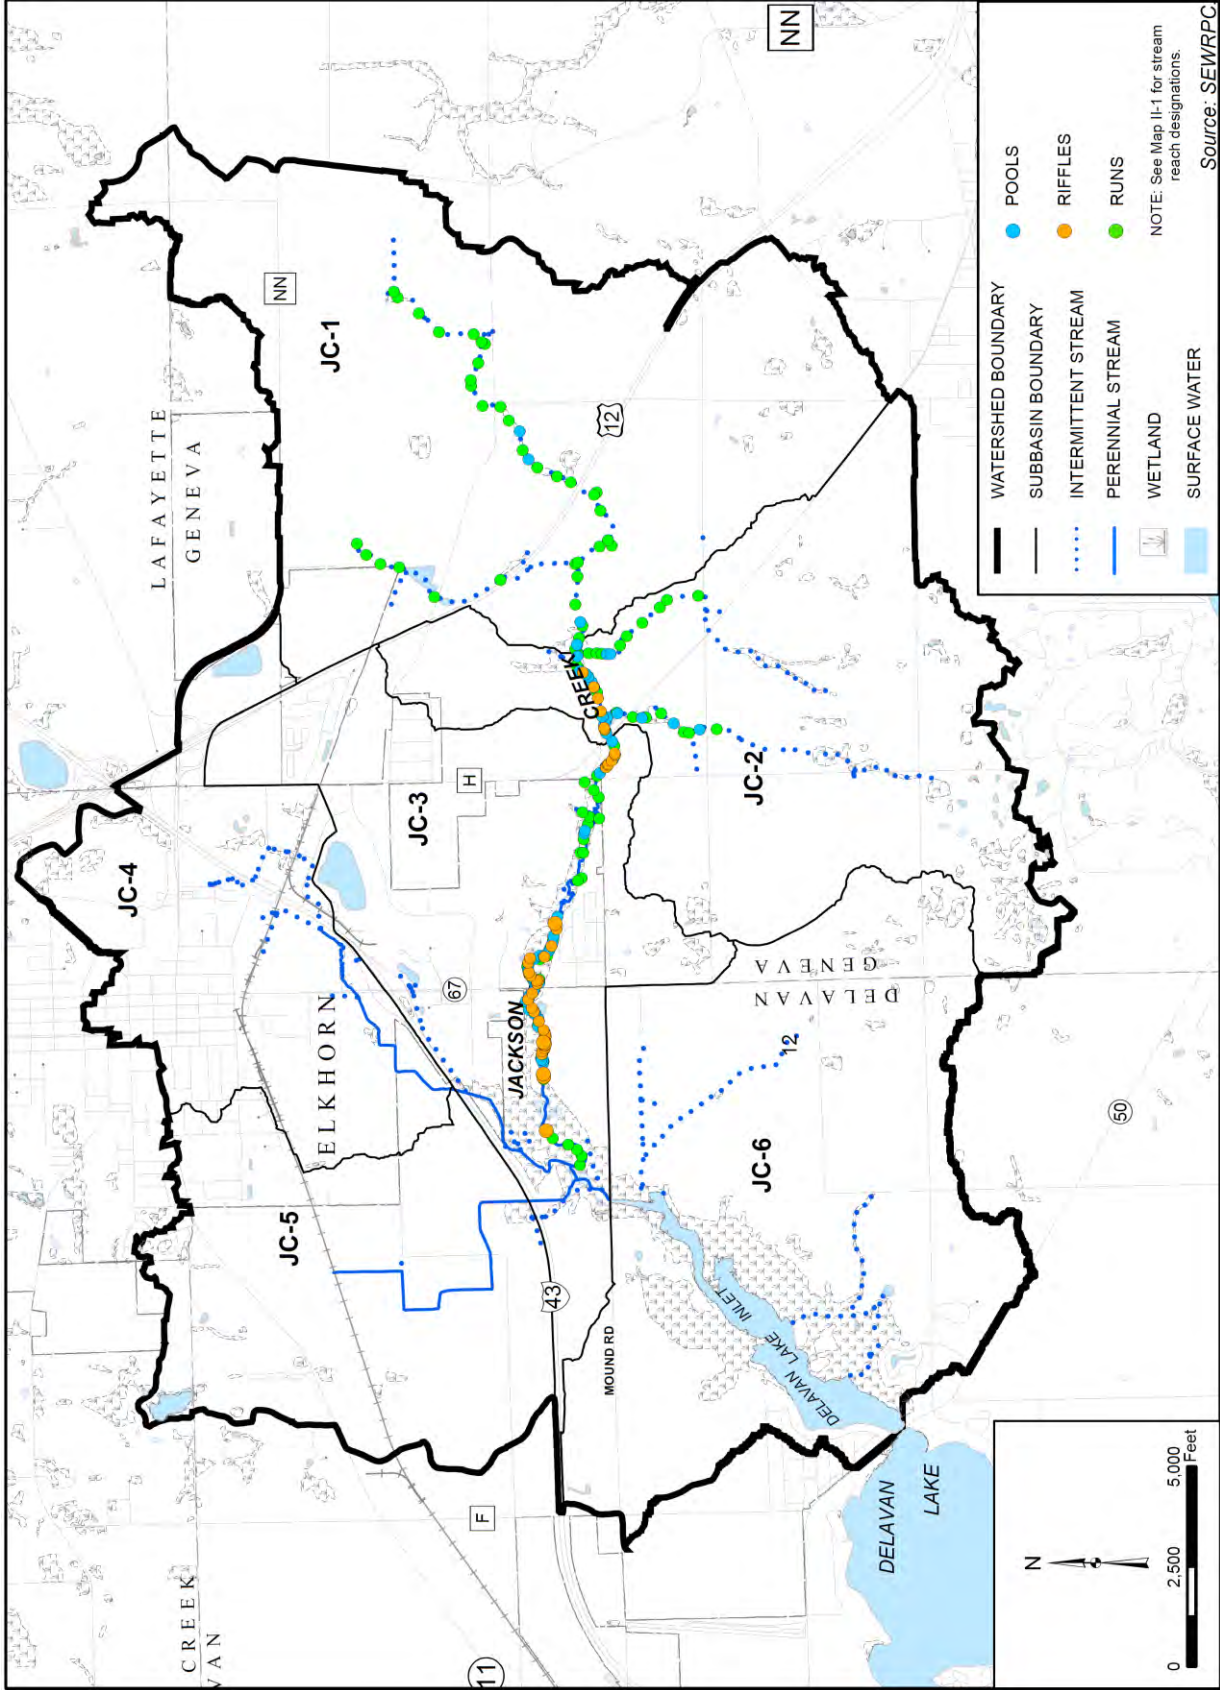 LAFAYETTE
GENEVA
NN
NN
JC-1
12
JC-4
JC-3
H
CREEK
JC-2
ELKHORN
67
JACKSON
GENEVA
DELAVAN
12
JC-5
JC-6
50
43
MOUND RD
DELAVAN LAKE INLET
F
CREEK
VAN
11
DELAVAN
LAKE
N
0 2,500 5,000
Feet
WATERSHED BOUNDARY
SUBBASIN BOUNDARY
INTERMITTENT STREAM
PERENNIAL STREAM
WETLAND
SURFACE WATER
POOLS
RIFFLES
RUNS
NOTE: See Map II-1 for stream
reach designations.
Source: SEWRPC.